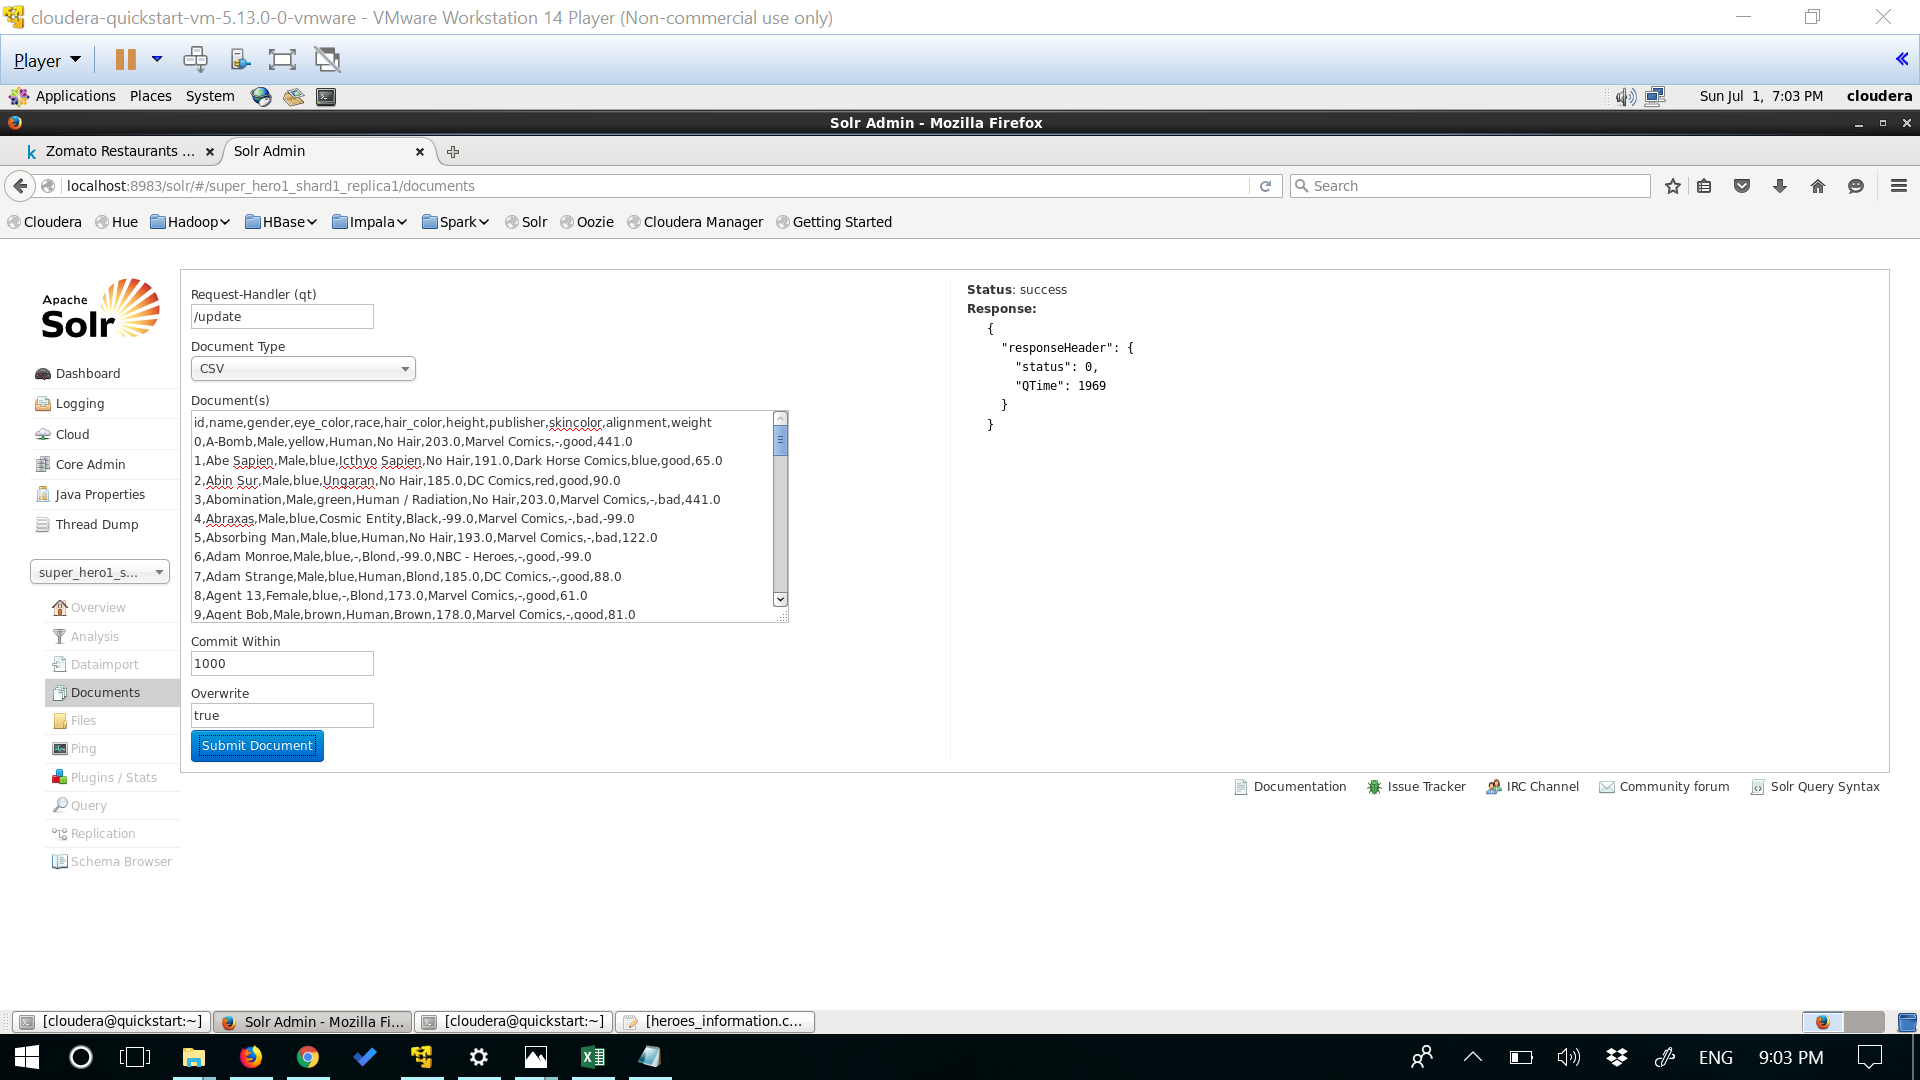 cloudera-quickstart-vm-5.13.0-0-vmware - VMware Workstation 14 Player (Non-commercial use only)
Player
Applications Places System Sun Jul 1, 7:03 PM cloudera
Solr Admin - Mozilla Firefox
k Zomato Restaurants ... Solr Admin
localhost:8983/solr/#/super_hero1_shard1_replica1/documents Search
Cloudera Hue Hadoop HBase Impala Spark Solr Oozie Cloudera Manager Getting Started
Apache
Solr
Dashboard
Logging
Cloud
Core Admin
Java Properties
Thread Dump
super_hero1_s...
Overview
Analysis
Dataimport
Documents
Files
Ping
Plugins / Stats
Query
Replication
Schema Browser
Request-Handler (qt)
/update
Document Type
CSV
Document(s)
id,name,gender,eye_color,race,hair_color,height,publisher,skincolor,alignment,weight
0,A-Bomb,Male,yellow,Human,No Hair,203.0,Marvel Comics,-,good,441.0
1,Abe Sapien,Male,blue,Icthyo Sapien,No Hair,191.0,Dark Horse Comics,blue,good,65.0
2,Abin Sur,Male,blue,Ungaran,No Hair,185.0,DC Comics,red,good,90.0
3,Abomination,Male,green,Human / Radiation,No Hair,203.0,Marvel Comics,-,bad,441.0
4,Abraxas,Male,blue,Cosmic Entity,Black,-99.0,Marvel Comics,-,bad,-99.0
5,Absorbing Man,Male,blue,Human,No Hair,193.0,Marvel Comics,-,bad,122.0
6,Adam Monroe,Male,blue,-,Blond,-99.0,NBC - Heroes,-,good,-99.0
7,Adam Strange,Male,blue,Human,Blond,185.0,DC Comics,-,good,88.0
8,Agent 13,Female,blue,-,Blond,173.0,Marvel Comics,-,good,61.0
9,Agent Bob,Male,brown,Human,Brown,178.0,Marvel Comics,-,good,81.0
Commit Within
1000
Overwrite
true
Submit Document
Status: success
Response:
{
"responseHeader": {
"status": 0,
"QTime": 1969
}
}
Documentation Issue Tracker IRC Channel Community forum Solr Query Syntax
[cloudera@quickstart:~] Solr Admin - Mozilla Fi... [cloudera@quickstart:~] [heroes_information.c...
ENG 9:03 PM